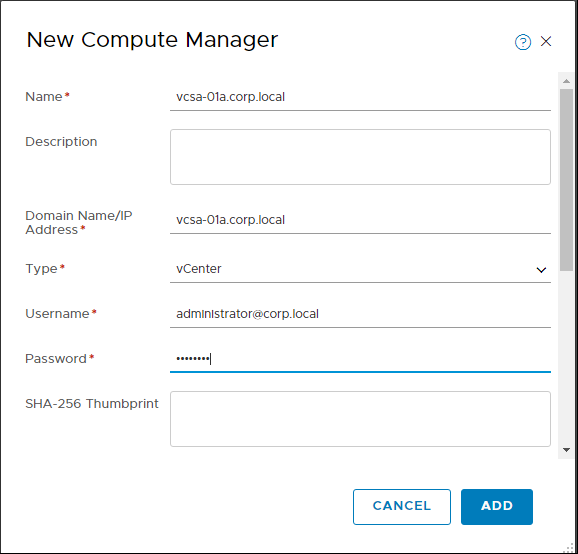 New Compute Manager
?
Name*
vcsa-01a.corp.local
Description
Domain Name/IP
Address*
vcsa-01a.corp.local
Type*
vCenter
Username*
administrator@corp.local
Password*
••••••••
SHA-256 Thumbprint
CANCEL
ADD